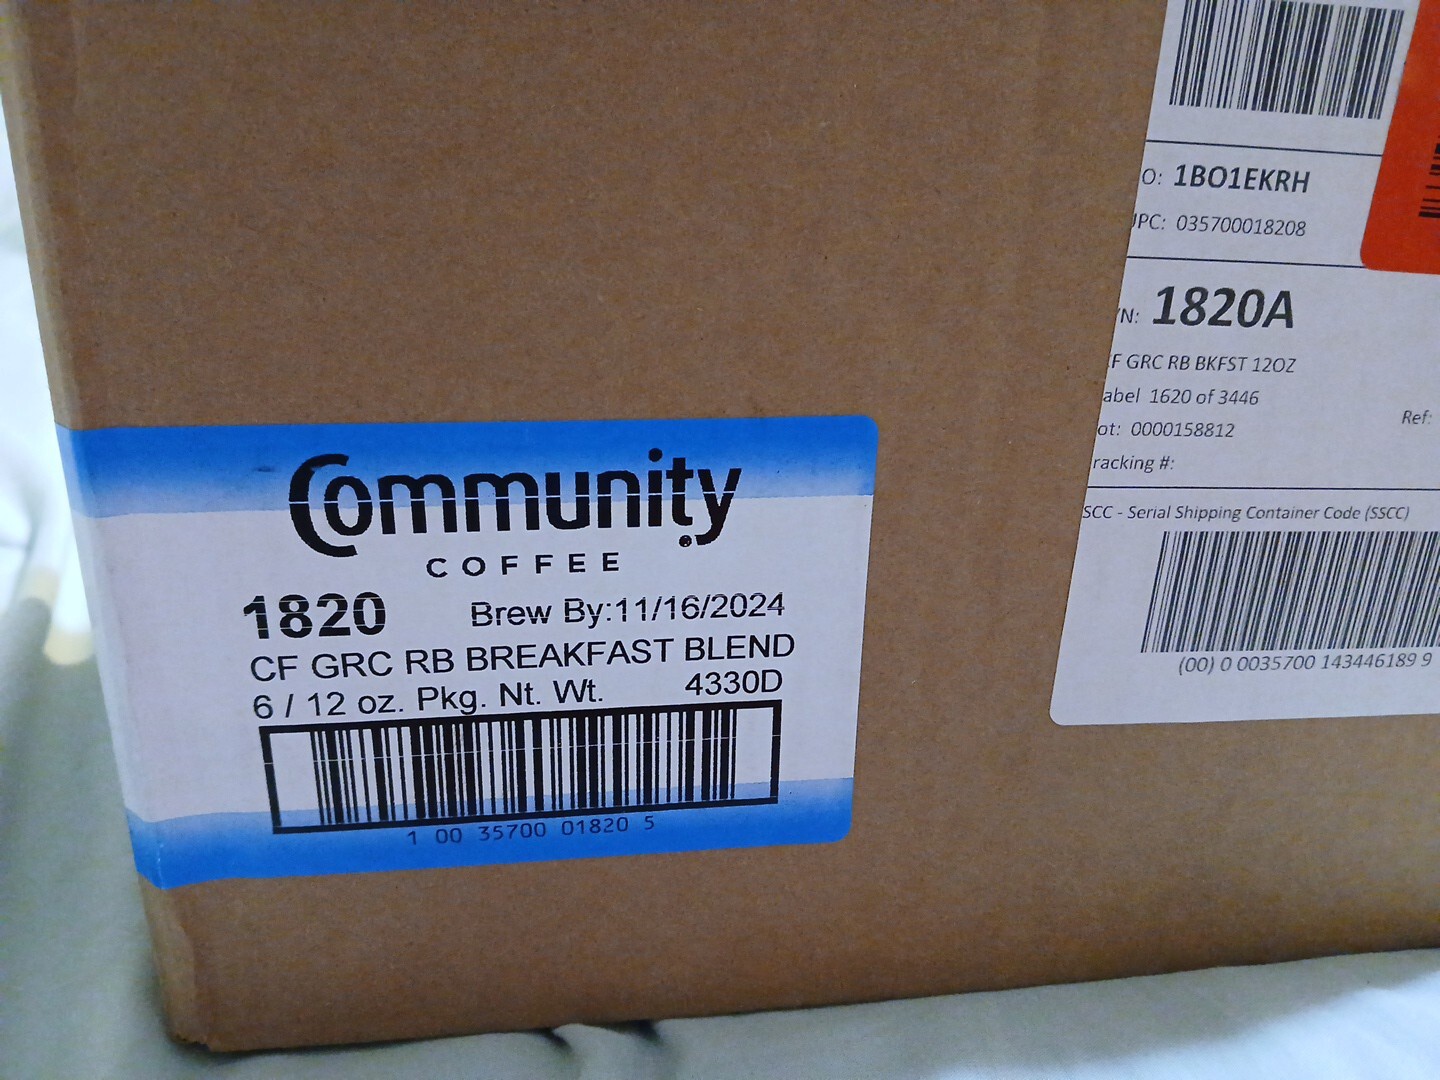 Community
COFFEE
1820 Brew By:11/16/2024
CF GRC RB BREAKFAST BLEND
6 / 12 oz. Pkg. Nt. Wt. 4330D
1 00 35700 01820 5
O: 1BO1EKRH
UPC: 035700018208
/N: 1820A
CF GRC RB BKFST 12OZ
abel 1620 of 3446
Ref:
ot: 0000158812
racking #:
SSCC - Serial Shipping Container Code (SSCC)
(00) 0 0035700 143446189 9